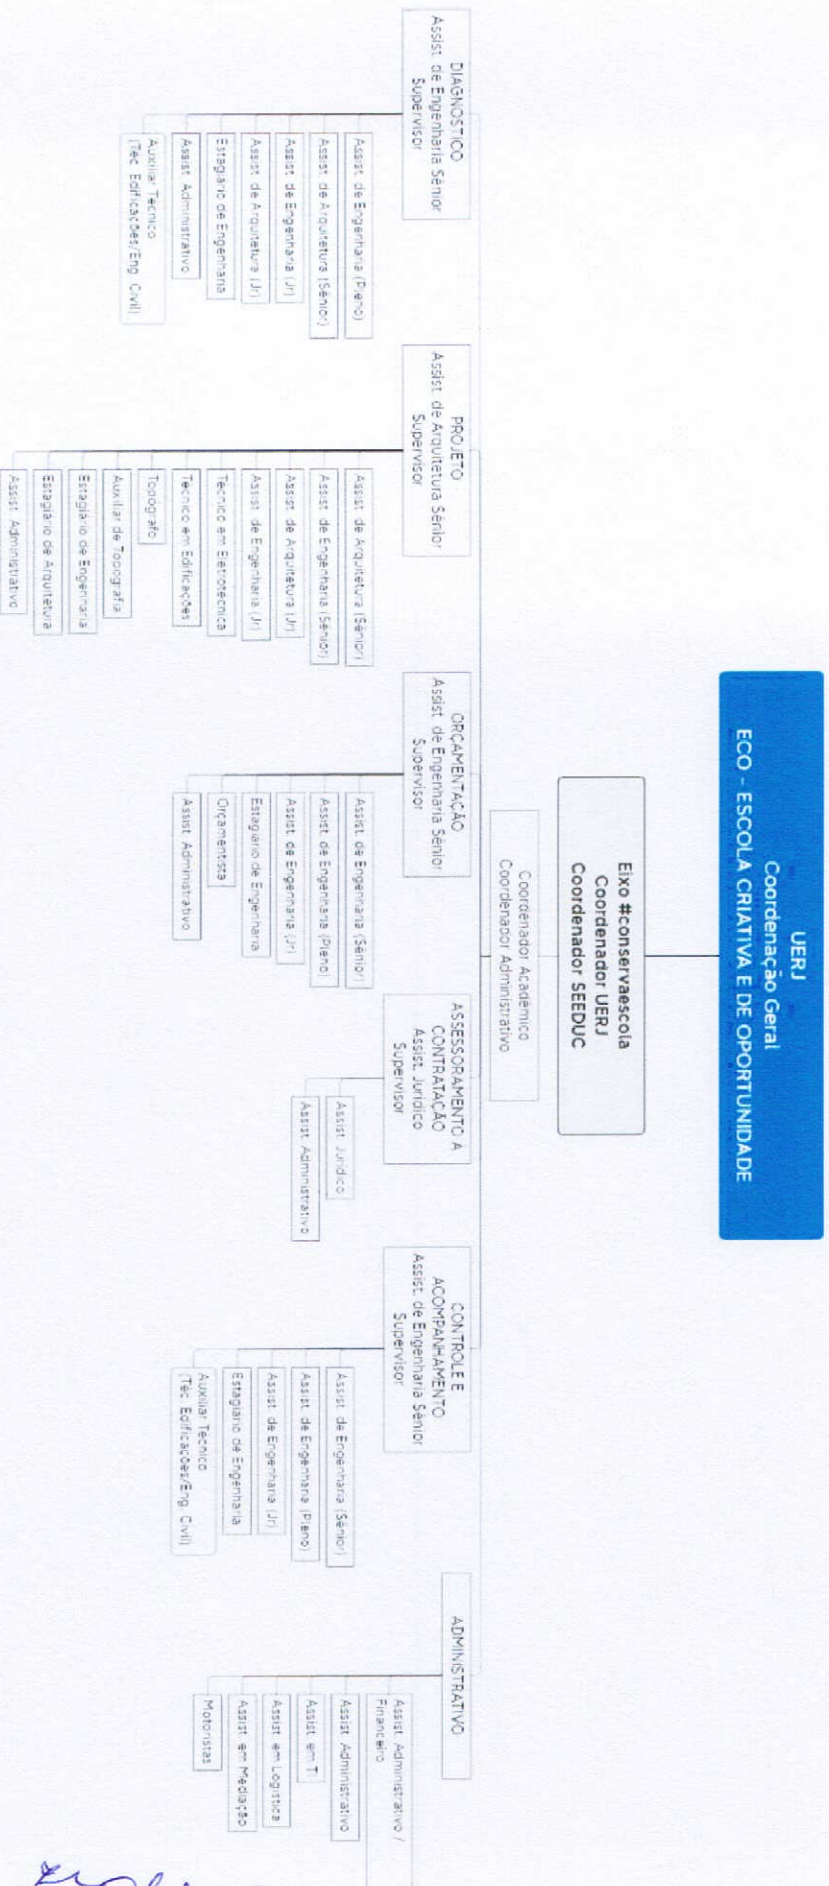 UERJ
Coordenação Geral
ECO - ESCOLA CRIATIVA E DE OPORTUNIDADE
Eixo #conservaescola
Coordenador UERJ
Coordenador SEEDUC
Coordenador Acadêmico
Coordenador Administrativo
DIAGNOSTICO
Assist. de Engenharia Sênior
Supervisor
Assist. de Engenharia (Pleno)
Assist. de Arquitetura (Sênior)
Assist. de Engenharia (Jr)
Assist. de Arquitetura (Jr)
Estagiário de Engenharia
Assist. Administrativo
Auxiliar Tecnico
(Tec. Edificações/Eng. Civil)
PROJETO
Assist. de Arquitetura Sênior
Supervisor
Assist. de Arquitetura (Sênior)
Assist. de Engenharia (Sênior)
Assist. de Arquitetura (Jr)
Assist. de Engenharia (Jr)
Técnico em Eletrotecnica
Tecnico em Edificações
Topógrafo
Auxiliar de Topografia
Estagiário de Engenharia
Estagiário de Arquitetura
Assist. Administrativo
ORÇAMENTAÇÃO
Assist. de Engenharia Sênior
Supervisor
Assist. de Engenharia (Sênior)
Assist. de Engenharia (Pleno)
Assist. de Engenharia (Jr)
Estagiário de Engenharia
Orçamentista
Assist. Administrativo
ASSESSORAMENTO A
CONTRATAÇÃO
Assist. Jurídico
Supervisor
Assist. Jurídico
Assist. Administrativo
CONTROLE E
ACOMPANHAMENTO
Assist. de Engenharia Sênior
Supervisor
Assist. de Engenharia (Sênior)
Assist. de Engenharia (Pleno)
Assist. de Engenharia (Jr)
Estagiário de Engenharia
Auxiliar Tecnico
(Téc. Edificações/Eng. Civil)
ADMINISTRATIVO
Assist. Administrativo /
Financeiro
Assist. Administrativo
Assist. em TI
Assist. em Logística
Assist. em Mediação
Motoristas